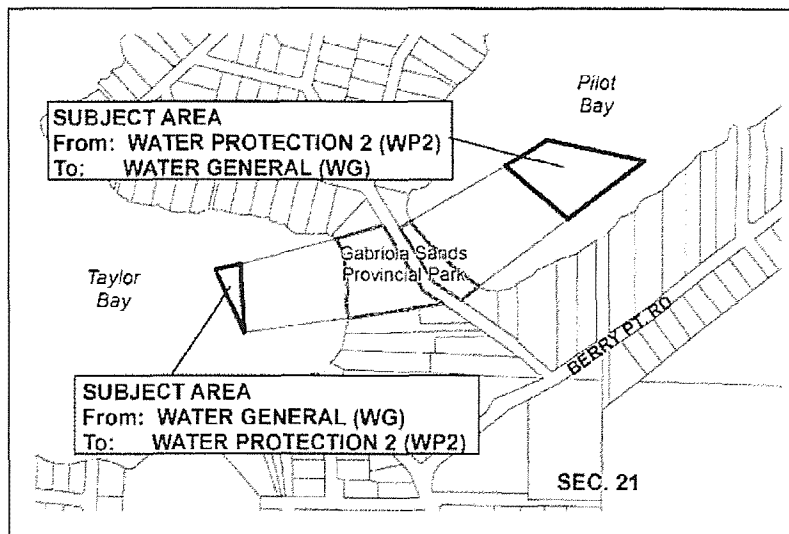 Pilot
Bay
SUBJECT AREA
From: WATER PROTECTION 2 (WP2)
To: WATER GENERAL (WG)
Gabriola Sands
Provincial Park
Taylor
Bay
BERRY PT. RD
SUBJECT AREA
From: WATER GENERAL (WG)
To: WATER PROTECTION 2 (WP2)
SEC. 21